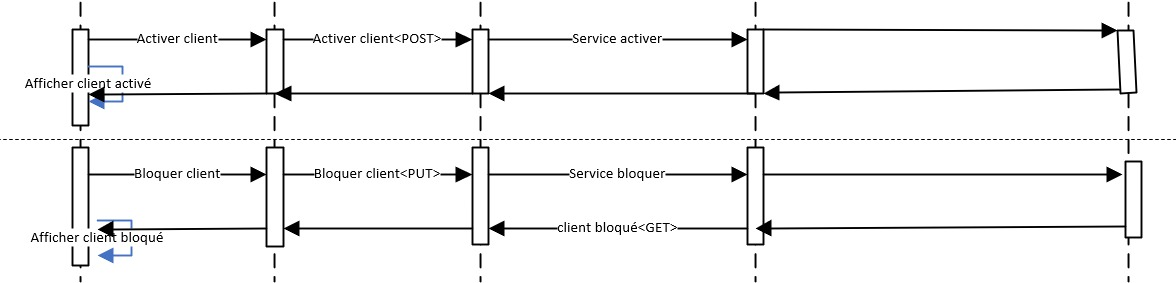 Activer client
Activer client<POST>
Service activer
Afficher client activé
Bloquer client
Bloquer client<PUT>
Service bloquer
client bloqué<GET>
Afficher client bloqué